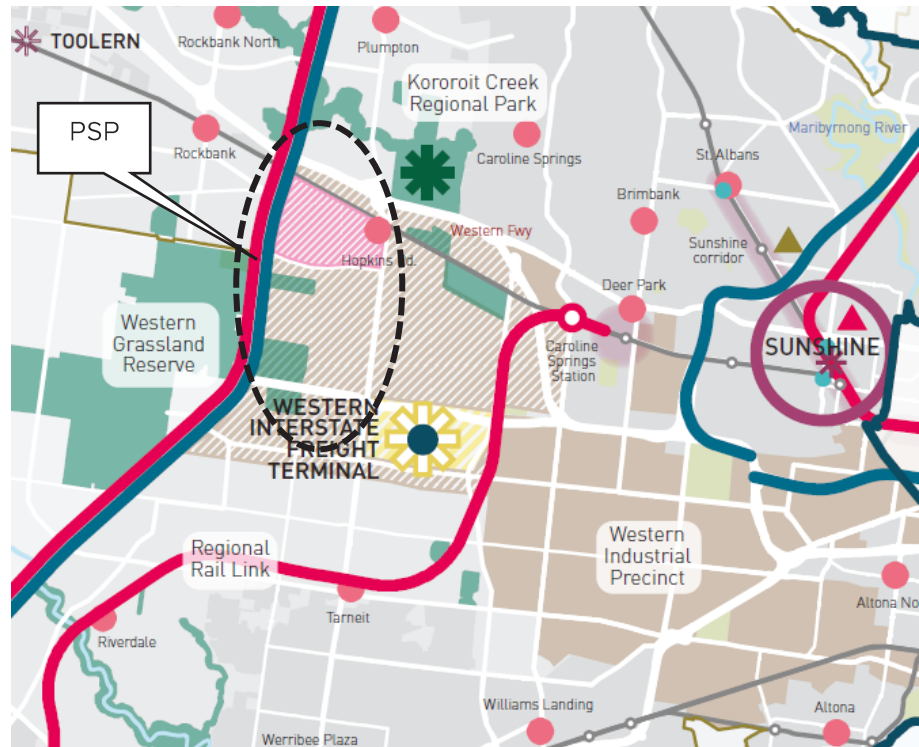 TOOLERN
Rockbank North
Plumpton
Kororoit Creek
Regional Park
PSP
Rockbank
Caroline Springs
Maribyrnong River
St. Albans
Brimbank
Western Fwy
Hopkins Rd.
Sunshine
corridor
Deer Park
Western
Grassland
Reserve
Caroline
Springs
Station
SUNSHINE
WESTERN
INTERSTATE
FREIGHT
TERMINAL
Regional
Rail Link
Western
Industrial
Precinct
Tarneit
Altona No
Riverdale
Williams Landing
Altona
Werribee Plaza